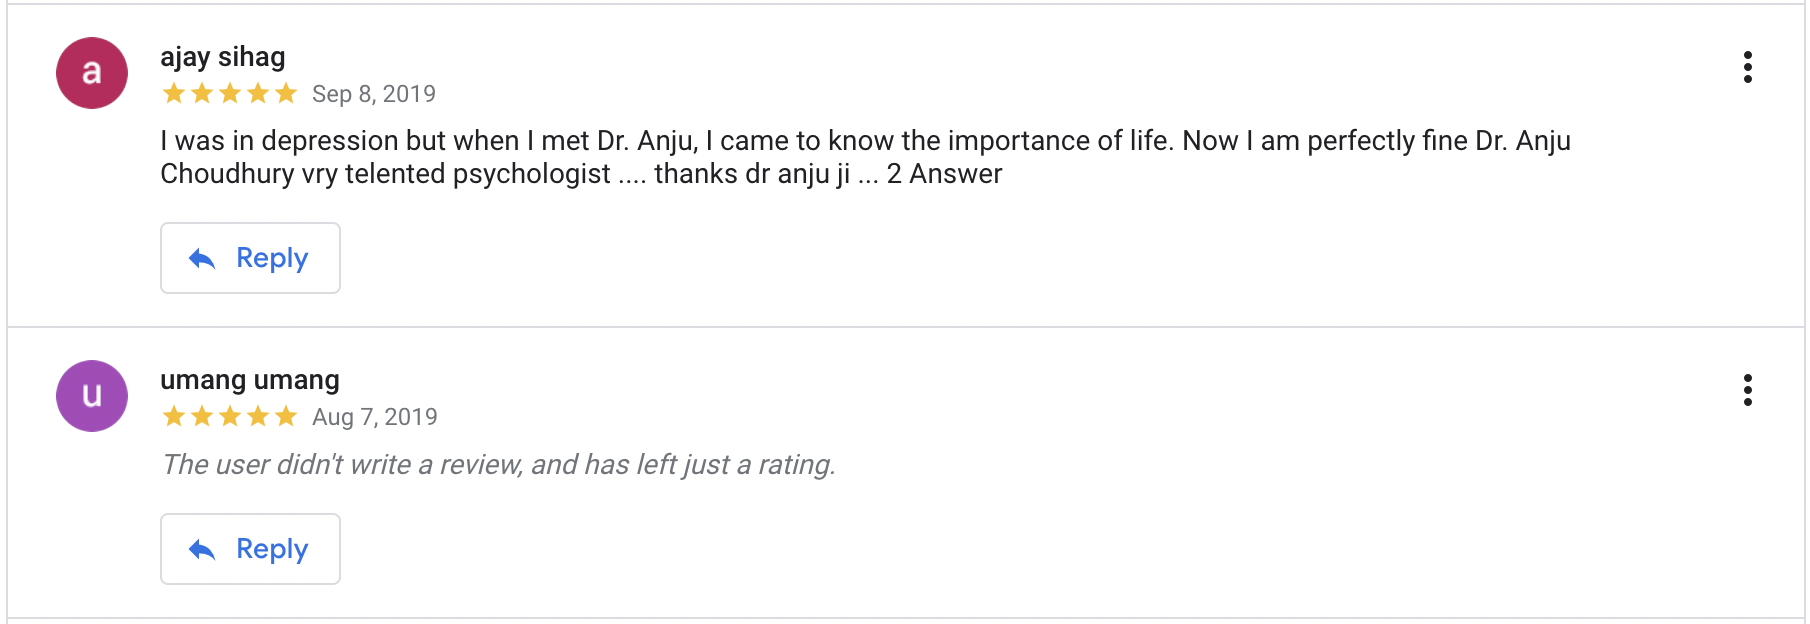 a
ajay sihag
Sep 8, 2019
I was in depression but when I met Dr. Anju, I came to know the importance of life. Now I am perfectly fine Dr. Anju
Choudhury vry telented psychologist .... thanks dr anju ji ... 2 Answer
Reply
u
umang umang
Aug 7, 2019
The user didn't write a review, and has left just a rating.
Reply